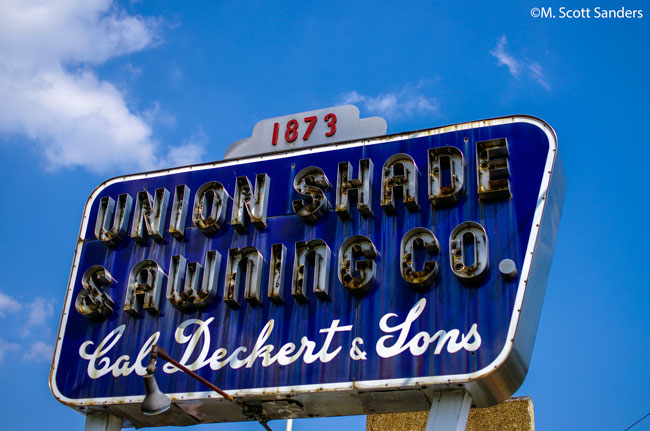 ©M. Scott Sanders
1873
UNION SHADE
& AWNING CO.
Cal Deckert & Sons